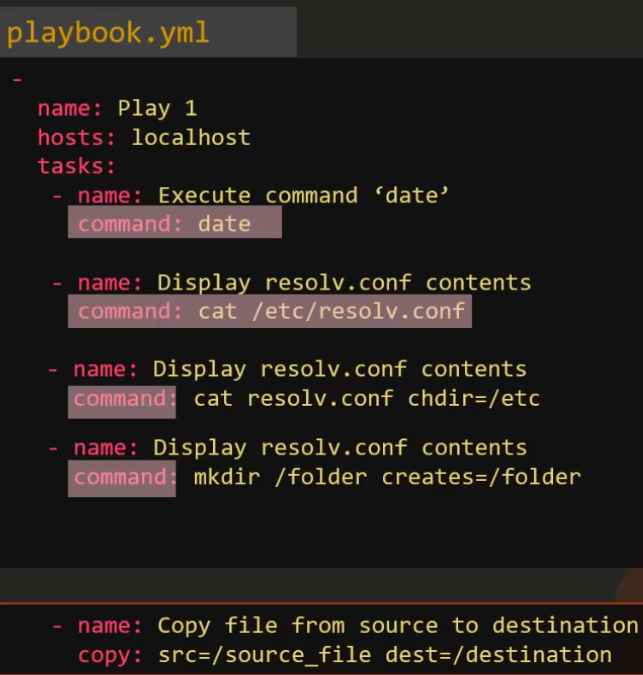 playbook.yml
-
name: Play 1
hosts: localhost
tasks:
- name: Execute command ‘date’
command: date
- name: Display resolv.conf contents
command: cat /etc/resolv.conf
- name: Display resolv.conf contents
command: cat resolv.conf chdir=/etc
- name: Display resolv.conf contents
command: mkdir /folder creates=/folder
- name: Copy file from source to destination
copy: src=/source_file dest=/destination